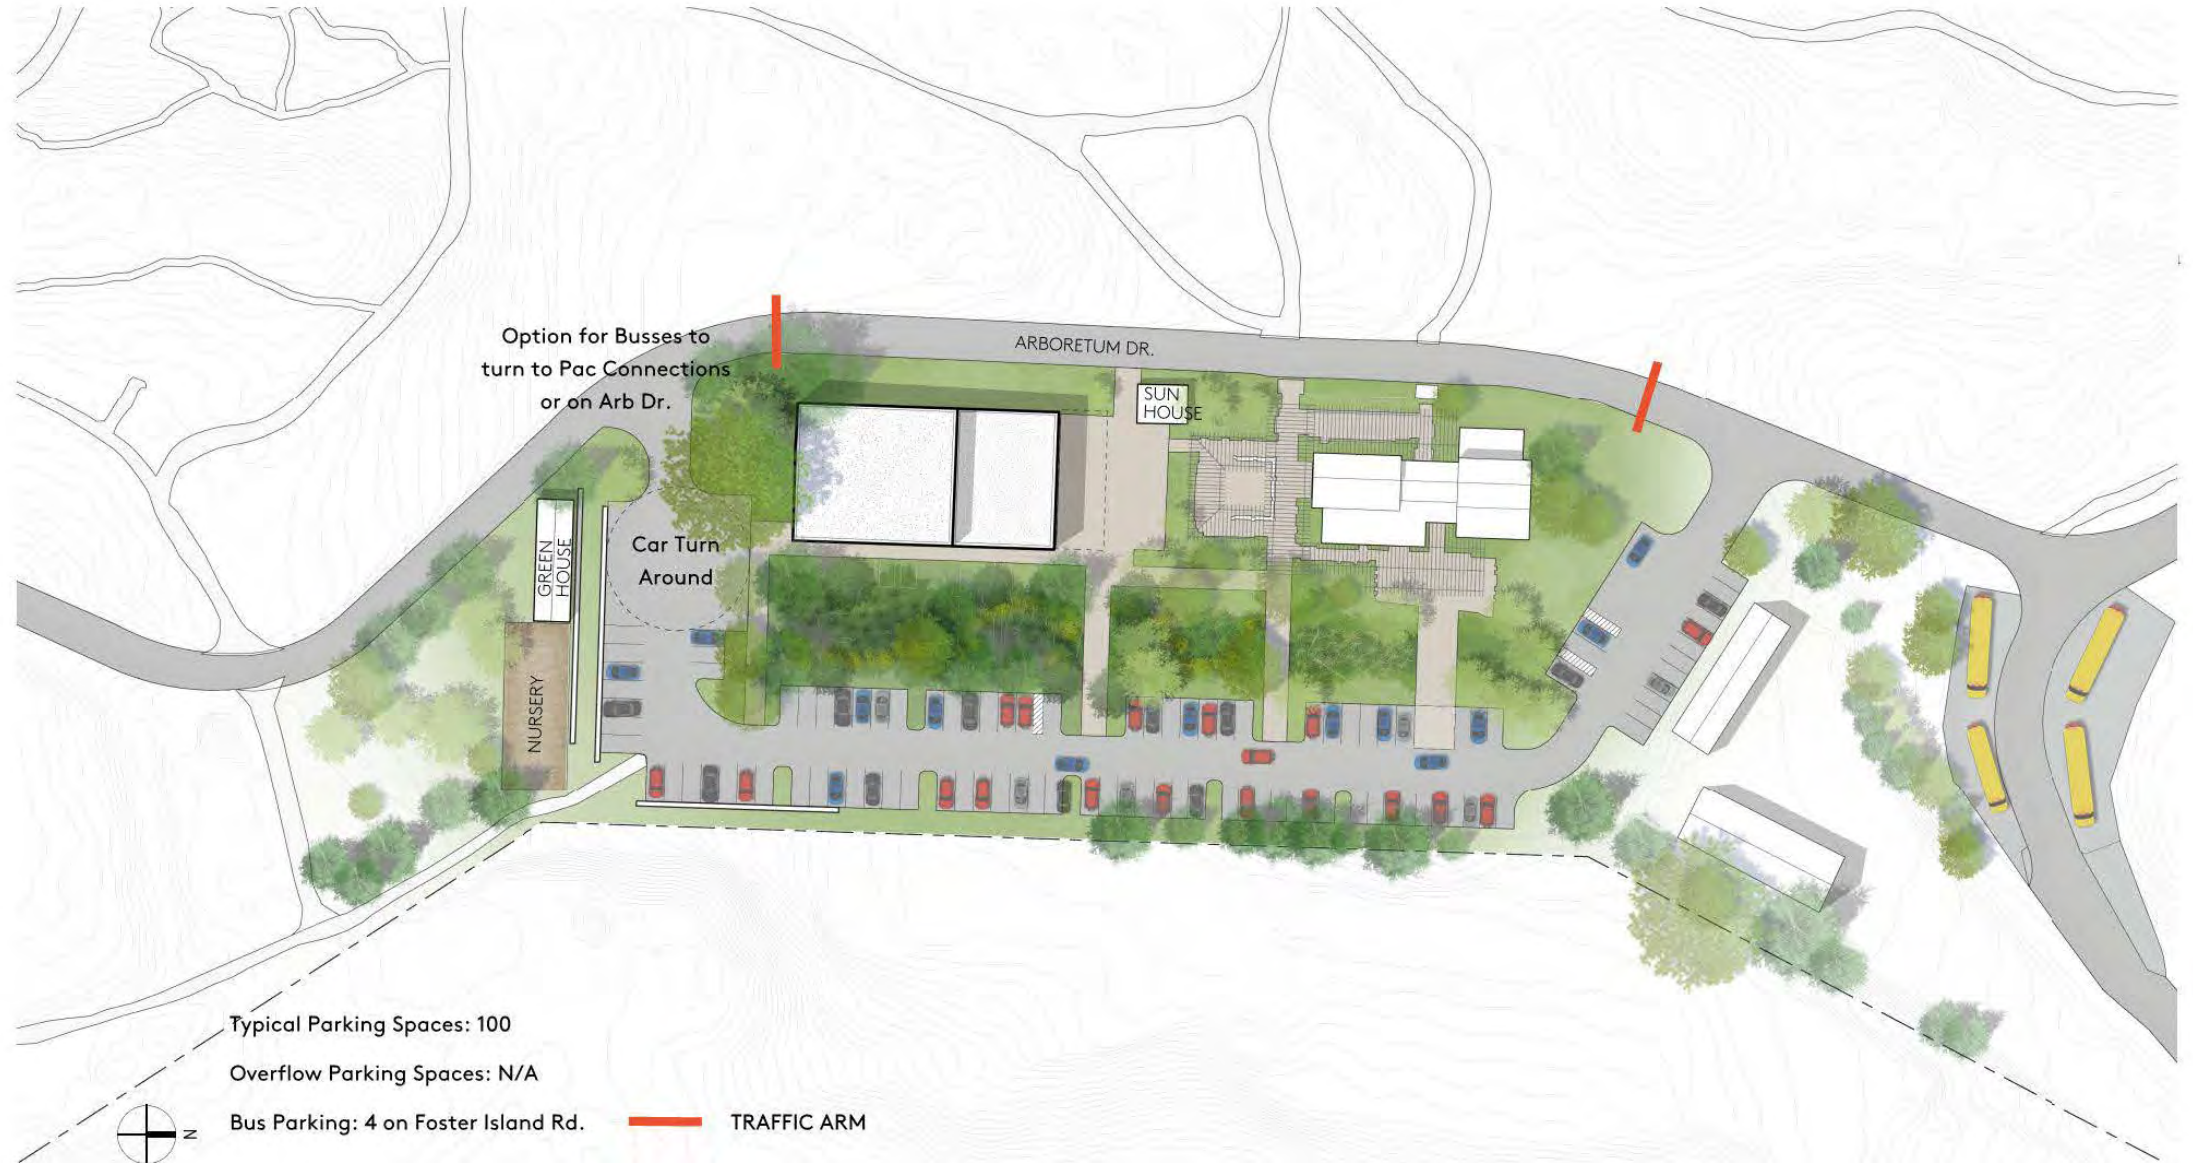 Option for Busses to
turn to Pac Connections
or on Arb Dr.
ARBORETUM DR.
SUN
HOUSE
GREEN
HOUSE
Car Turn
Around
NURSERY
Typical Parking Spaces: 100
Overflow Parking Spaces: N/A
Bus Parking: 4 on Foster Island Rd.
TRAFFIC ARM
N